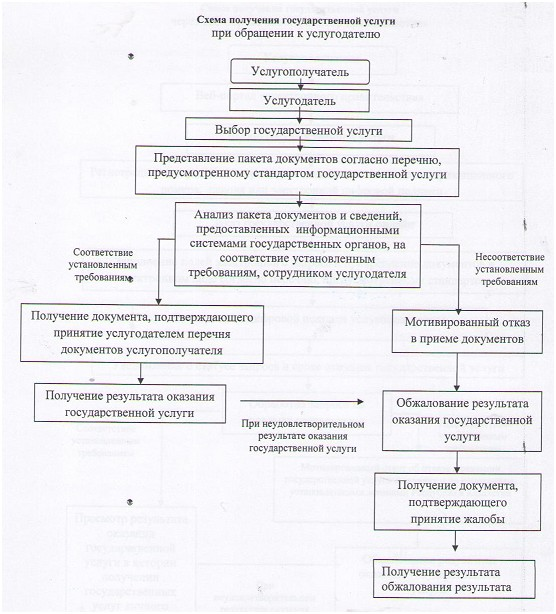 Схема получения государственной услуги
при обращении к услугодателю
Услугополучатель
Услугодатель
Выбор государственной услуги
Представление пакета документов согласно перечню,
предусмотренному стандартом государственной услуги
Анализ пакета документов и сведений,
предоставленных информационными
системами государственных органов, на
соответствие установленным
требованиям, сотрудником услугодателя
Соответствие
установленным
требованиям
Несоответствие
установленным
требованиям
Получение документа, подтверждающего
принятие услугодателем перечня
документов услугополучателя
Мотивированный отказ
в приеме документов
Получение результата оказания
государственной услуги
При неудовлетворительном
результате оказания
государственной услуги
Обжалование результата
оказания государственной
услуги
Получение документа,
подтверждающего
принятие жалобы
Получение результата
обжалования результата